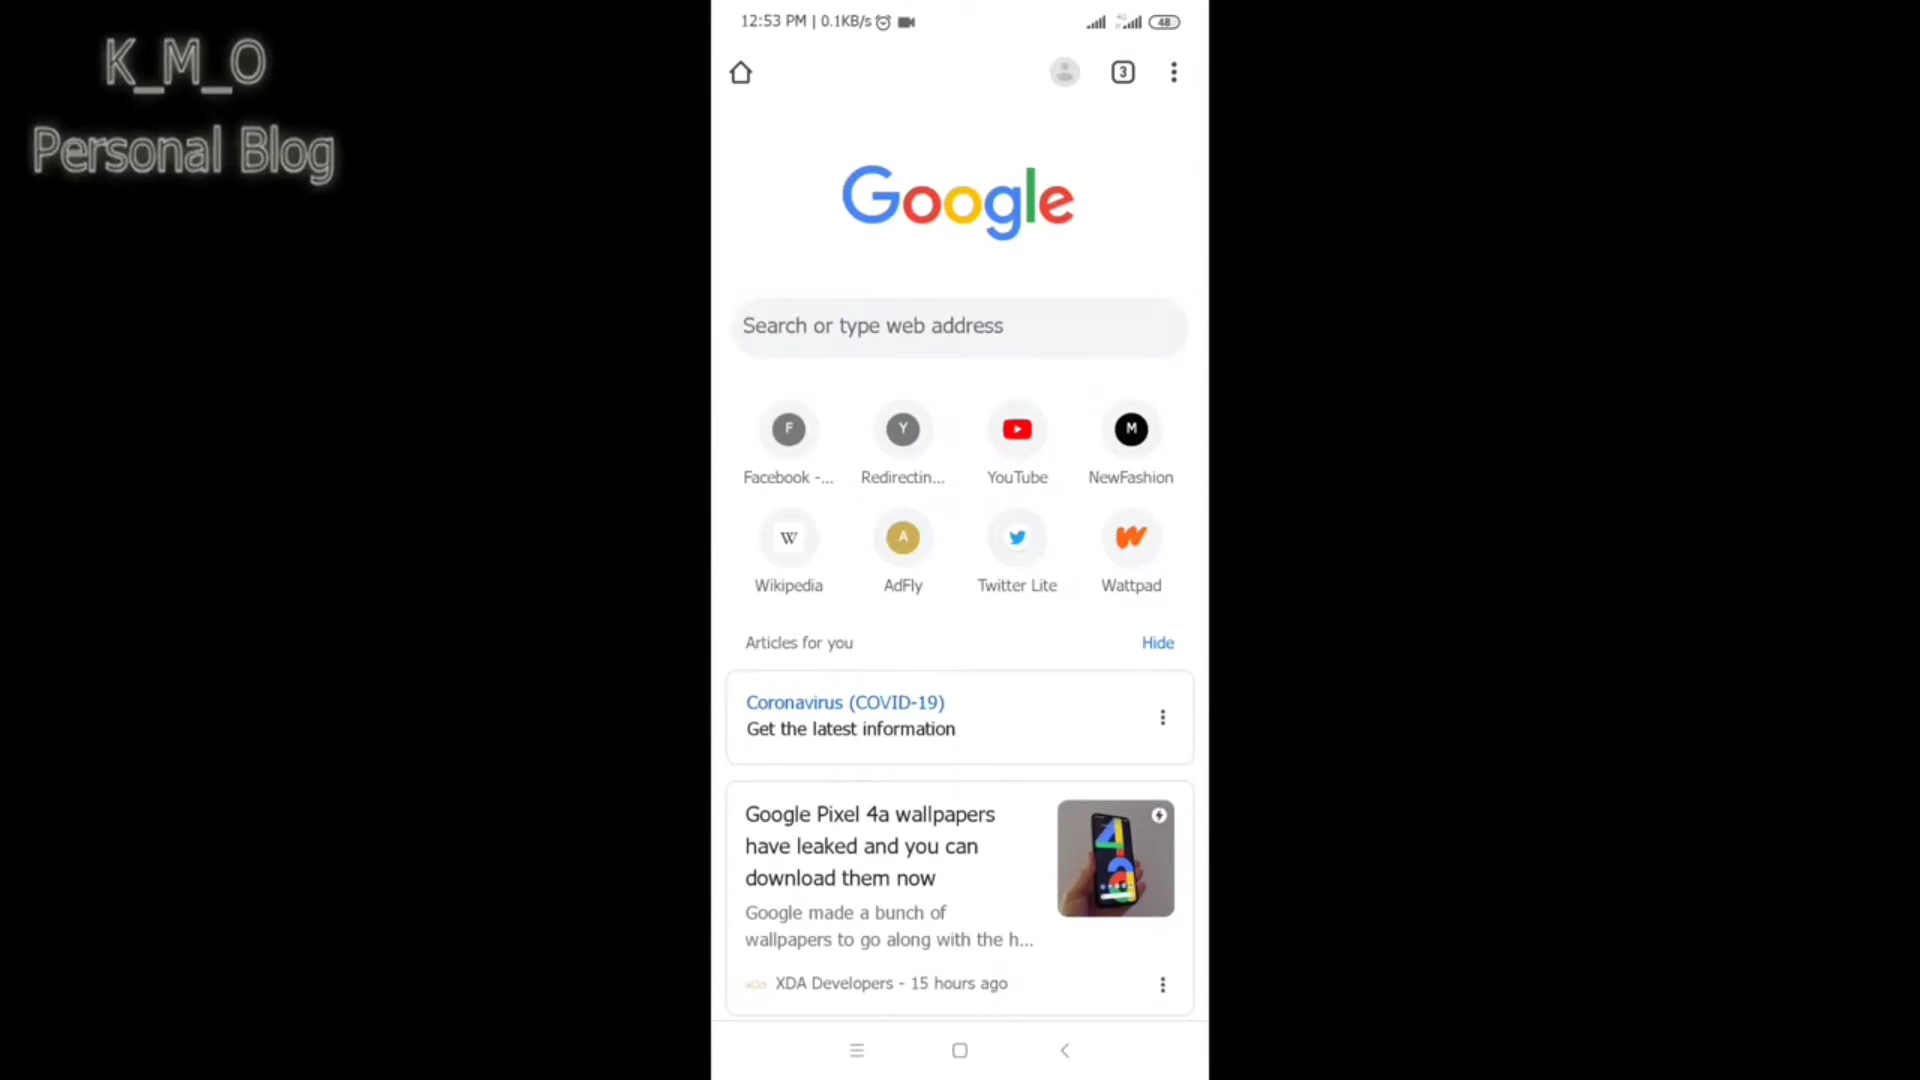 K_M_O
Personal Blog
12:53 PM | 0.1KB/s
4G
48
3
Google
Search or type web address
F
Y
M
Facebook -...
Redirectin...
YouTube
NewFashion
W
A
Wikipedia
AdFly
Twitter Lite
Wattpad
Articles for you
Hide
Coronavirus (COVID-19)
Get the latest information
Google Pixel 4a wallpapers
have leaked and you can
download them now
4a
Google made a bunch of
wallpapers to go along with the h...
xda XDA Developers - 15 hours ago